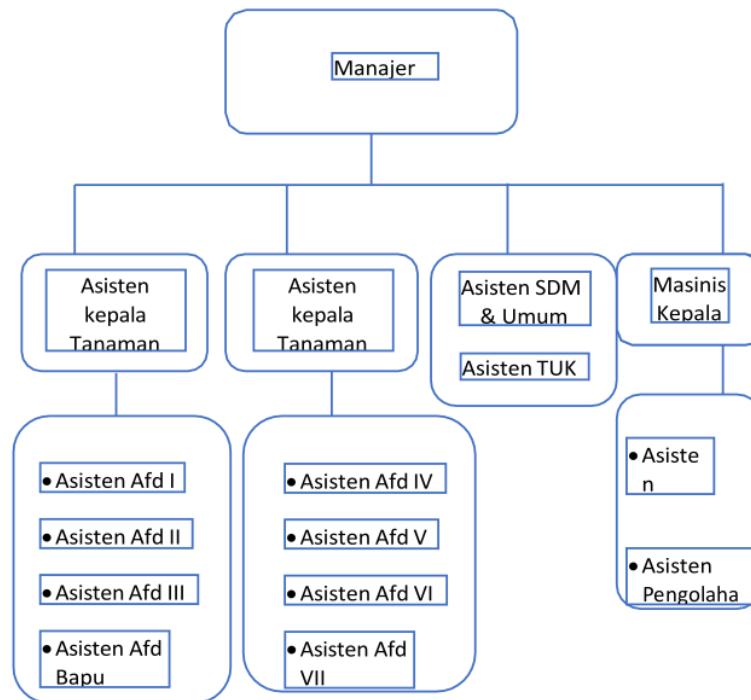 Manajer
Asisten
kepala
Tanaman
Asisten
kepala
Tanaman
Asisten SDM
& Umum
Asisten TUK
Masinis
Kepala
• Asisten Afd I
• Asisten Afd II
• Asisten Afd III
• Asisten Afd
Bapu
• Asisten Afd IV
• Asisten Afd V
• Asisten Afd VI
• Asisten Afd
VII
• Asiste
n
• Asisten
Pengolaha